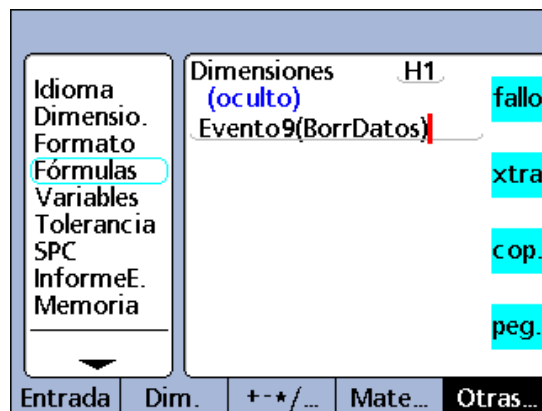 Idioma
Dimensio.
Formato
Fórmulas
Variables
Tolerancia
SPC
InformeE.
Memoria
Dimensiones H1
(oculto)
Evento9(BorrDatos)
fallo
xtra
cop.
peg.
Entrada Dim. +-*/... Mate... Otras...